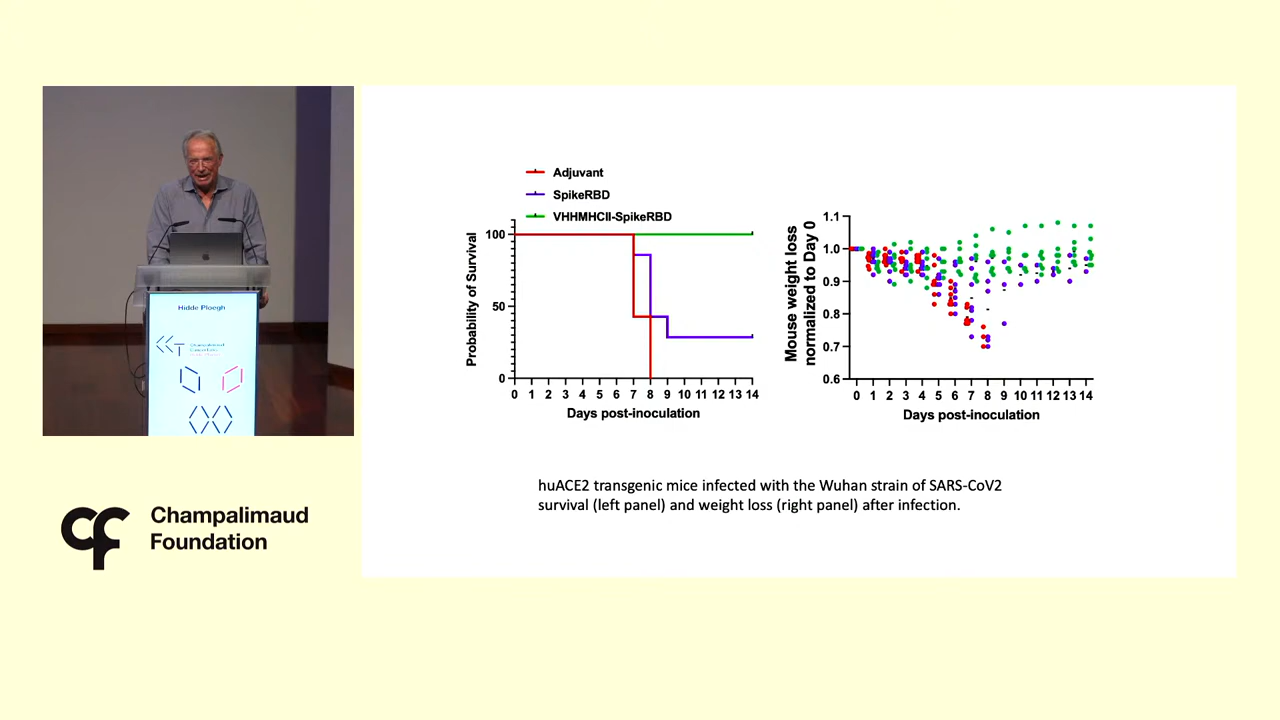 Hidde Ploegh
Champalimaud
Foundation
Adjuvant
SpikeRBD
VHHMHCII-SpikeRBD
Probability of Survival
100
50
0
0 1 2 3 4 5 6 7 8 9 10 11 12 13 14
Days post-inoculation
Mouse weight loss
normalized to Day 0
1.1
1.0
0.9
0.8
0.7
0.6
0 1 2 3 4 5 6 7 8 9 10 11 12 13 14
Days post-inoculation
huACE2 transgenic mice infected with the Wuhan strain of SARS-CoV2
survival (left panel) and weight loss (right panel) after infection.